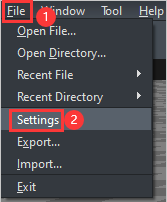 File 1 Window Tool Help
Open File...
Open Directory...
Recent File
Recent Directory
Settings 2
Export...
Import...
Exit